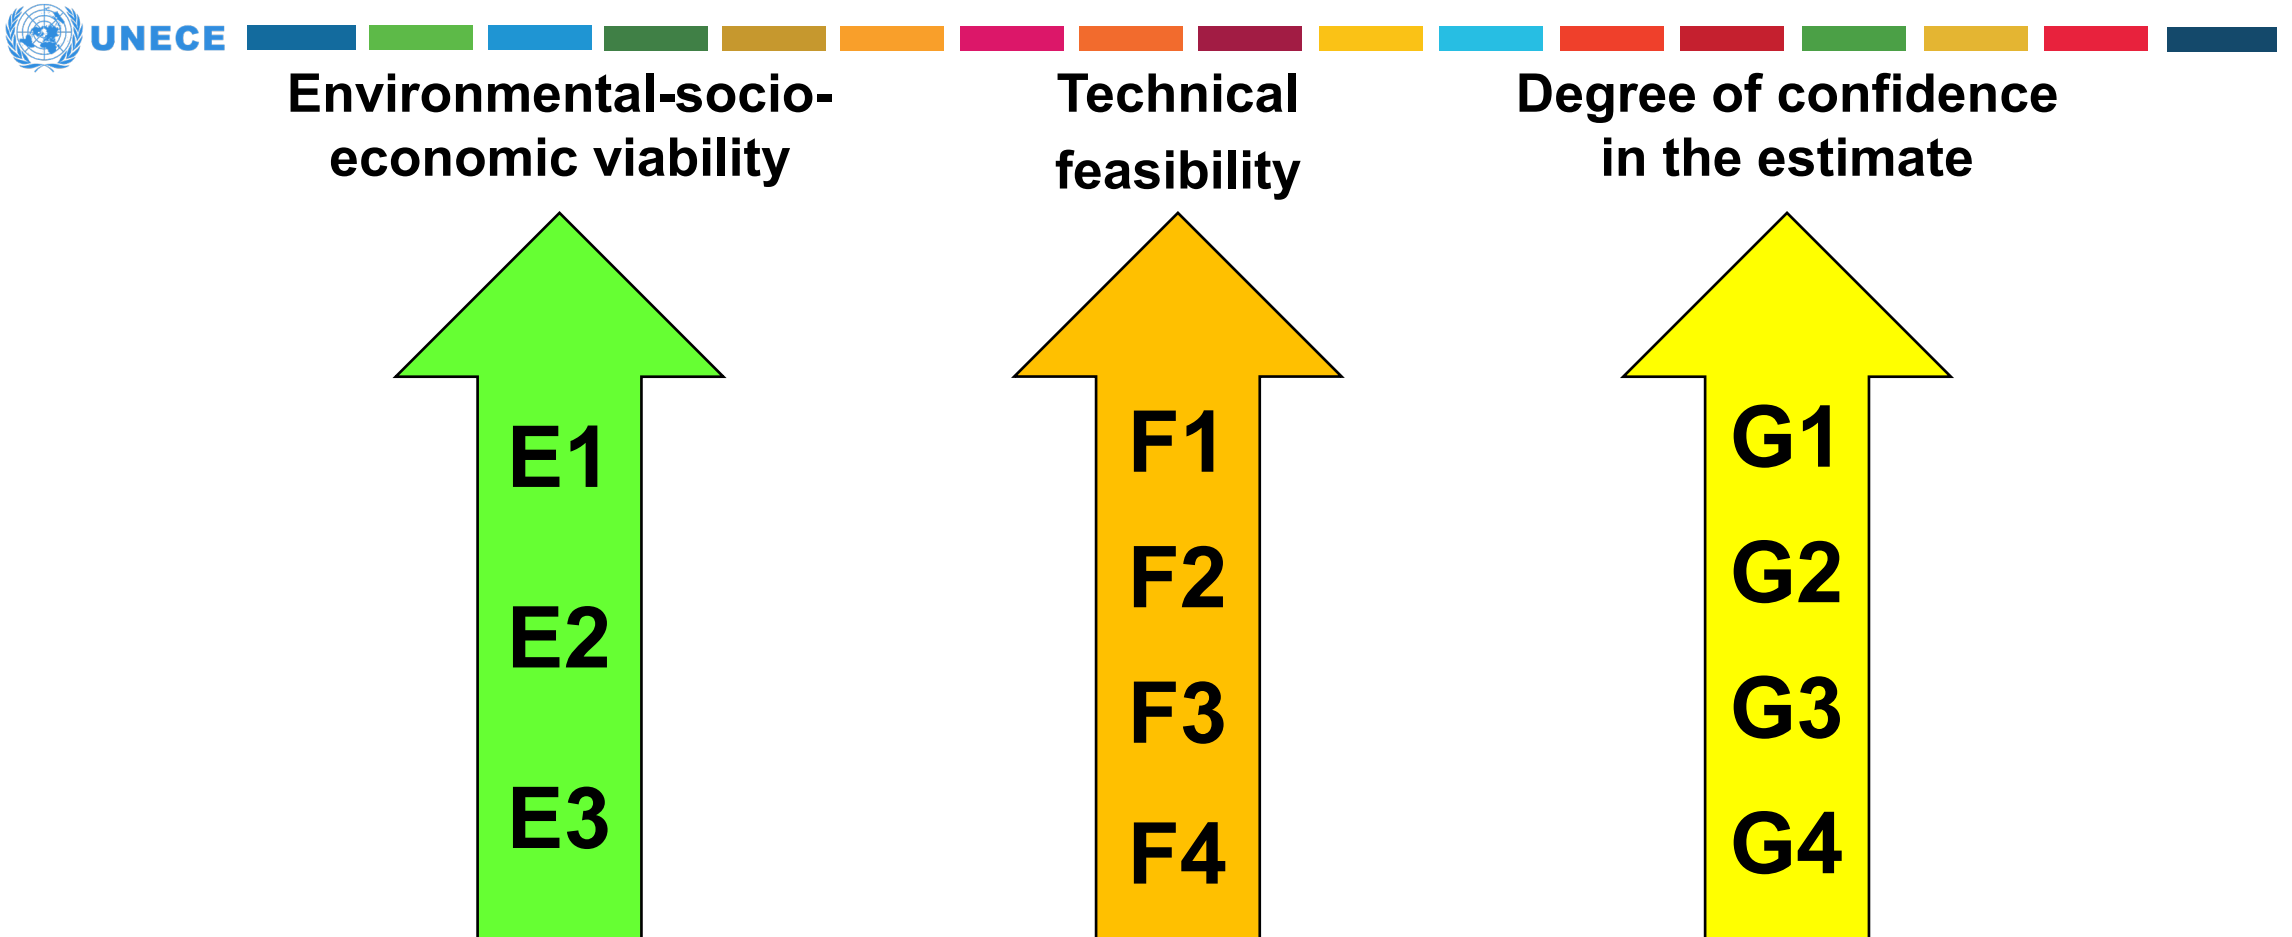 UNECE
Environmental-socio-
economic viability
Technical
feasibility
Degree of confidence
in the estimate
E1
E2
E3
F1
F2
F3
F4
G1
G2
G3
G4